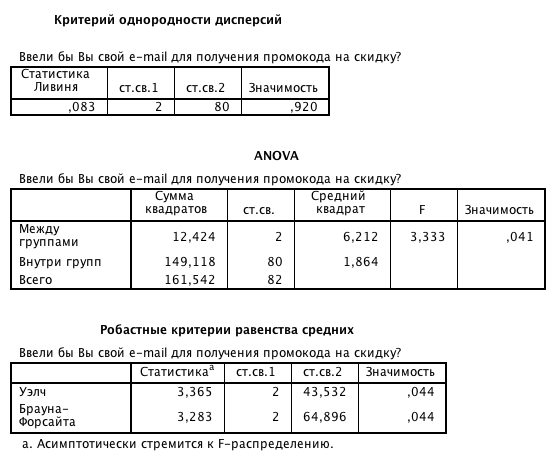 Критерий однородности дисперсий
Ввели бы Вы свой e-mail для получения промокода на скидку?
Статистика Ливиня ст.св.1 ст.св.2 Значимость
,083 2 80 ,920
ANOVA
Ввели бы Вы свой e-mail для получения промокода на скидку?
Сумма квадратов ст.св. Средний квадрат F Значимость
Между группами 12,424 2 6,212 3,333 ,041
Внутри групп 149,118 80 1,864
Всего 161,542 82
Робастные критерии равенства средних
Ввели бы Вы свой e-mail для получения промокода на скидку?
Статистикаа ст.св.1 ст.св.2 Значимость
Уэлч 3,365 2 43,532 ,044
Брауна-Форсайта 3,283 2 64,896 ,044
a. Асимптотически стремится к F-распределению.